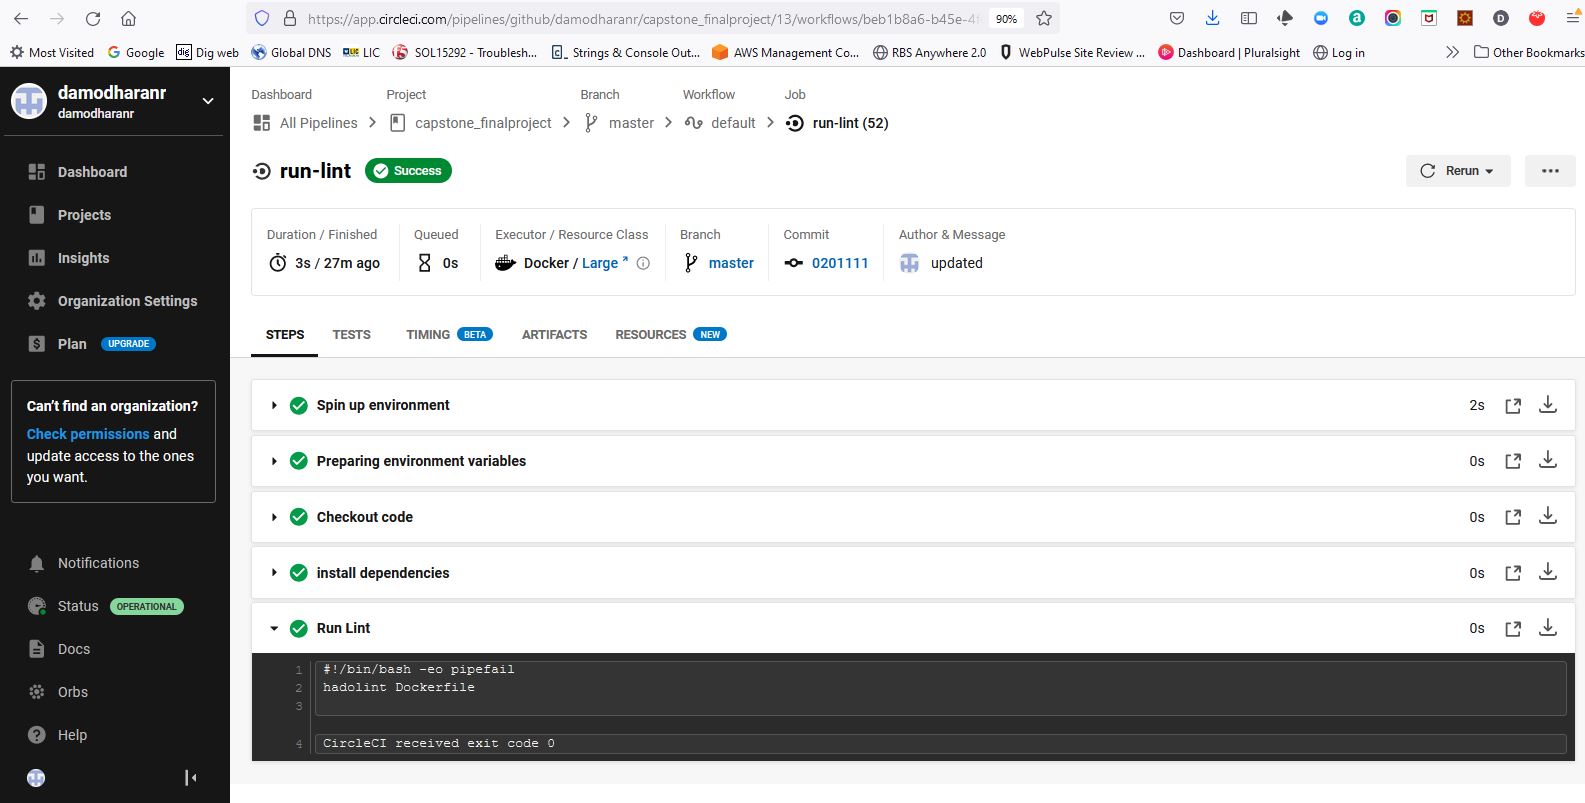 https://app.circleci.com/pipelines/github/damodharanr/capstone_finalproject/13/workflows/beb1b8a6-b45e-4
90%
Most Visited
Google
Dig web
Global DNS
LIC
SOL15292 - Troublesh...
Strings & Console Out...
AWS Management Co...
RBS Anywhere 2.0
WebPulse Site Review ...
Dashboard | Pluralsight
Log in
Other Bookmarks
damodharanr
damodharanr
Dashboard
Projects
Insights
Organization Settings
Plan UPGRADE
Can't find an organization?
Check permissions and
update access to the ones
you want.
Notifications
Status OPERATIONAL
Docs
Orbs
Help
Dashboard Project Branch Workflow Job
All Pipelines capstone_finalproject master default run-lint (52)
run-lint Success
Rerun
Duration / Finished Queued Executor / Resource Class Branch Commit Author & Message
3s / 27m ago 0s Docker / Large master 0201111 updated
STEPS TESTS TIMING BETA ARTIFACTS RESOURCES NEW
Spin up environment 2s
Preparing environment variables 0s
Checkout code 0s
install dependencies 0s
Run Lint 0s
1 #!/bin/bash -eo pipefail
2 hadolint Dockerfile
3
4 CircleCI received exit code 0